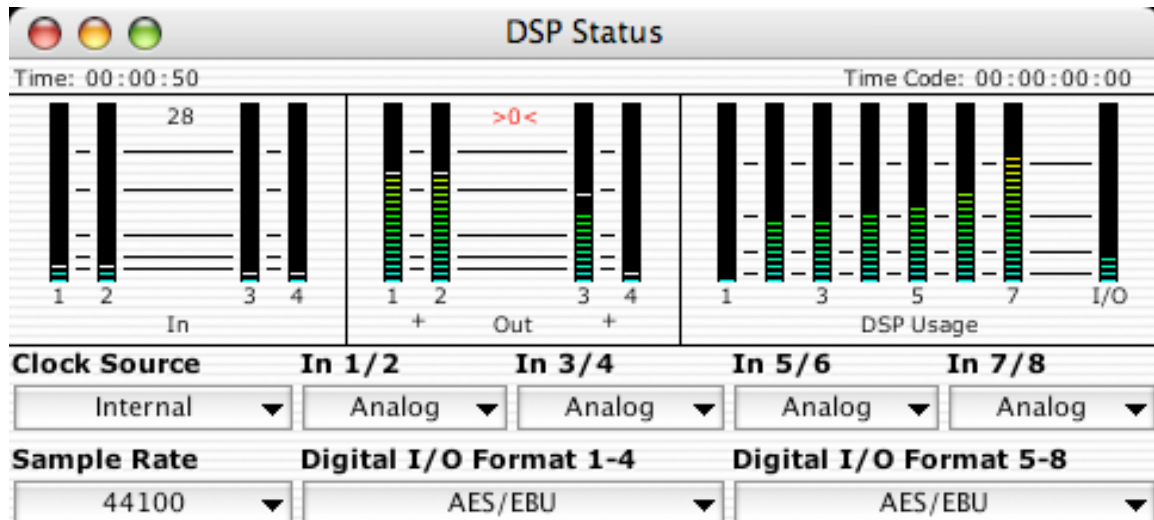 DSP Status
Time: 00:00:50 Time Code: 00:00:00:00
28 >0<
1 2 3 4 1 2 3 4 1 3 5 7 I/O
In + Out + DSP Usage
Clock Source In 1/2 In 3/4 In 5/6 In 7/8
Internal Analog Analog Analog Analog
Sample Rate Digital I/O Format 1-4 Digital I/O Format 5-8
44100 AES/EBU AES/EBU